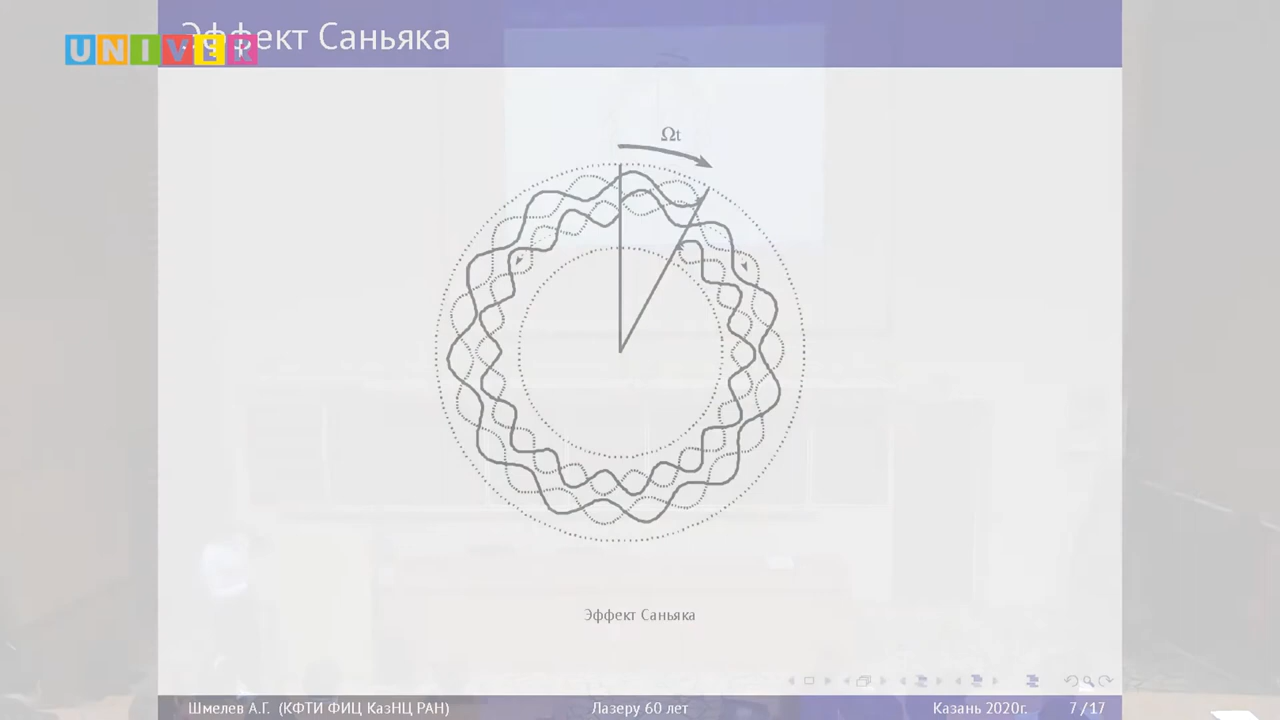 Эффект Саньяка
UNIVER
Ωt
Эффект Саньяка
Шмелев А.Г. (КФТИ ФИЦ КазНЦ РАН)
Лазеру 60 лет
Казань 2020г.
7/17